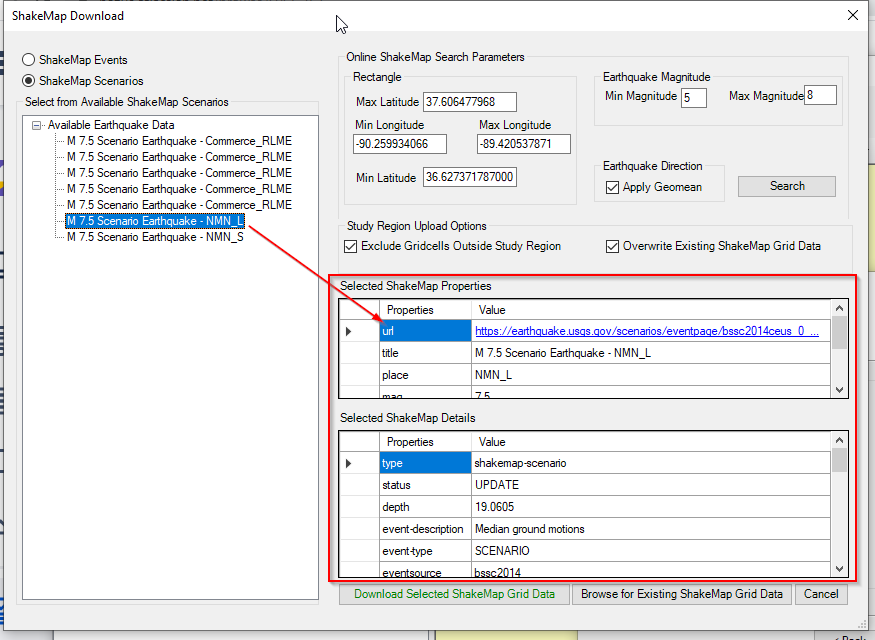 ShakeMap Download
ShakeMap Events
ShakeMap Scenarios
Select from Available ShakeMap Scenarios
Available Earthquake Data
M 7.5 Scenario Earthquake - Commerce_RLME
M 7.5 Scenario Earthquake - Commerce_RLME
M 7.5 Scenario Earthquake - Commerce_RLME
M 7.5 Scenario Earthquake - Commerce_RLME
M 7.5 Scenario Earthquake - Commerce_RLME
M 7.5 Scenario Earthquake - NMN_L
M 7.5 Scenario Earthquake - NMN_S
Online ShakeMap Search Parameters
Rectangle
Max Latitude 37.606477968
Min Longitude Max Longitude
-90.259934066 -89.420537871
Min Latitude 36.627371787000
Earthquake Magnitude
Min Magnitude 5 Max Magnitude 8
Earthquake Direction
Apply Geomean
Search
Study Region Upload Options
Exclude Gridcells Outside Study Region Overwrite Existing ShakeMap Grid Data
Selected ShakeMap Properties
Properties Value
url https://earthquake.usgs.gov/scenarios/eventpage/bssc2014ceus_0_...
title M 7.5 Scenario Earthquake - NMN_L
place NMN_L
mag 7.5
Selected ShakeMap Details
Properties Value
type shakemap-scenario
status UPDATE
depth 19.0605
event-description Median ground motions
event-type SCENARIO
eventsource bssc2014
Download Selected ShakeMap Grid Data Browse for Existing ShakeMap Grid Data Cancel